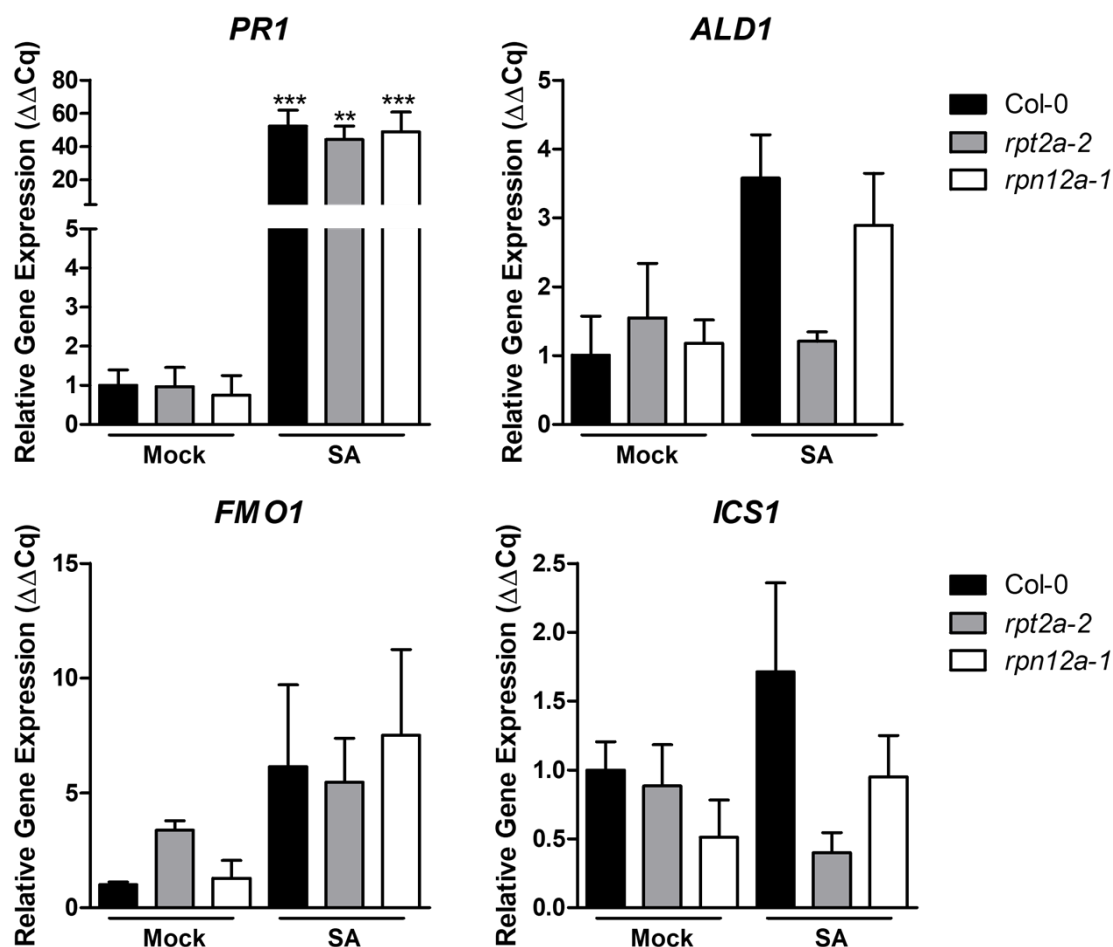 PR1
Relative Gene Expression (ΔΔCq)
80
60
40
20
5
4
3
2
1
0
***
**
***
Mock
SA
ALD1
Relative Gene Expression (ΔΔCq)
5
4
3
2
1
0
Mock
SA
Col-0
rpt2a-2
rpn12a-1
FMO1
Relative Gene Expression (ΔΔCq)
15
10
5
0
Mock
SA
ICS1
Relative Gene Expression (ΔΔCq)
2.5
2.0
1.5
1.0
0.5
0.0
Mock
SA
Col-0
rpt2a-2
rpn12a-1